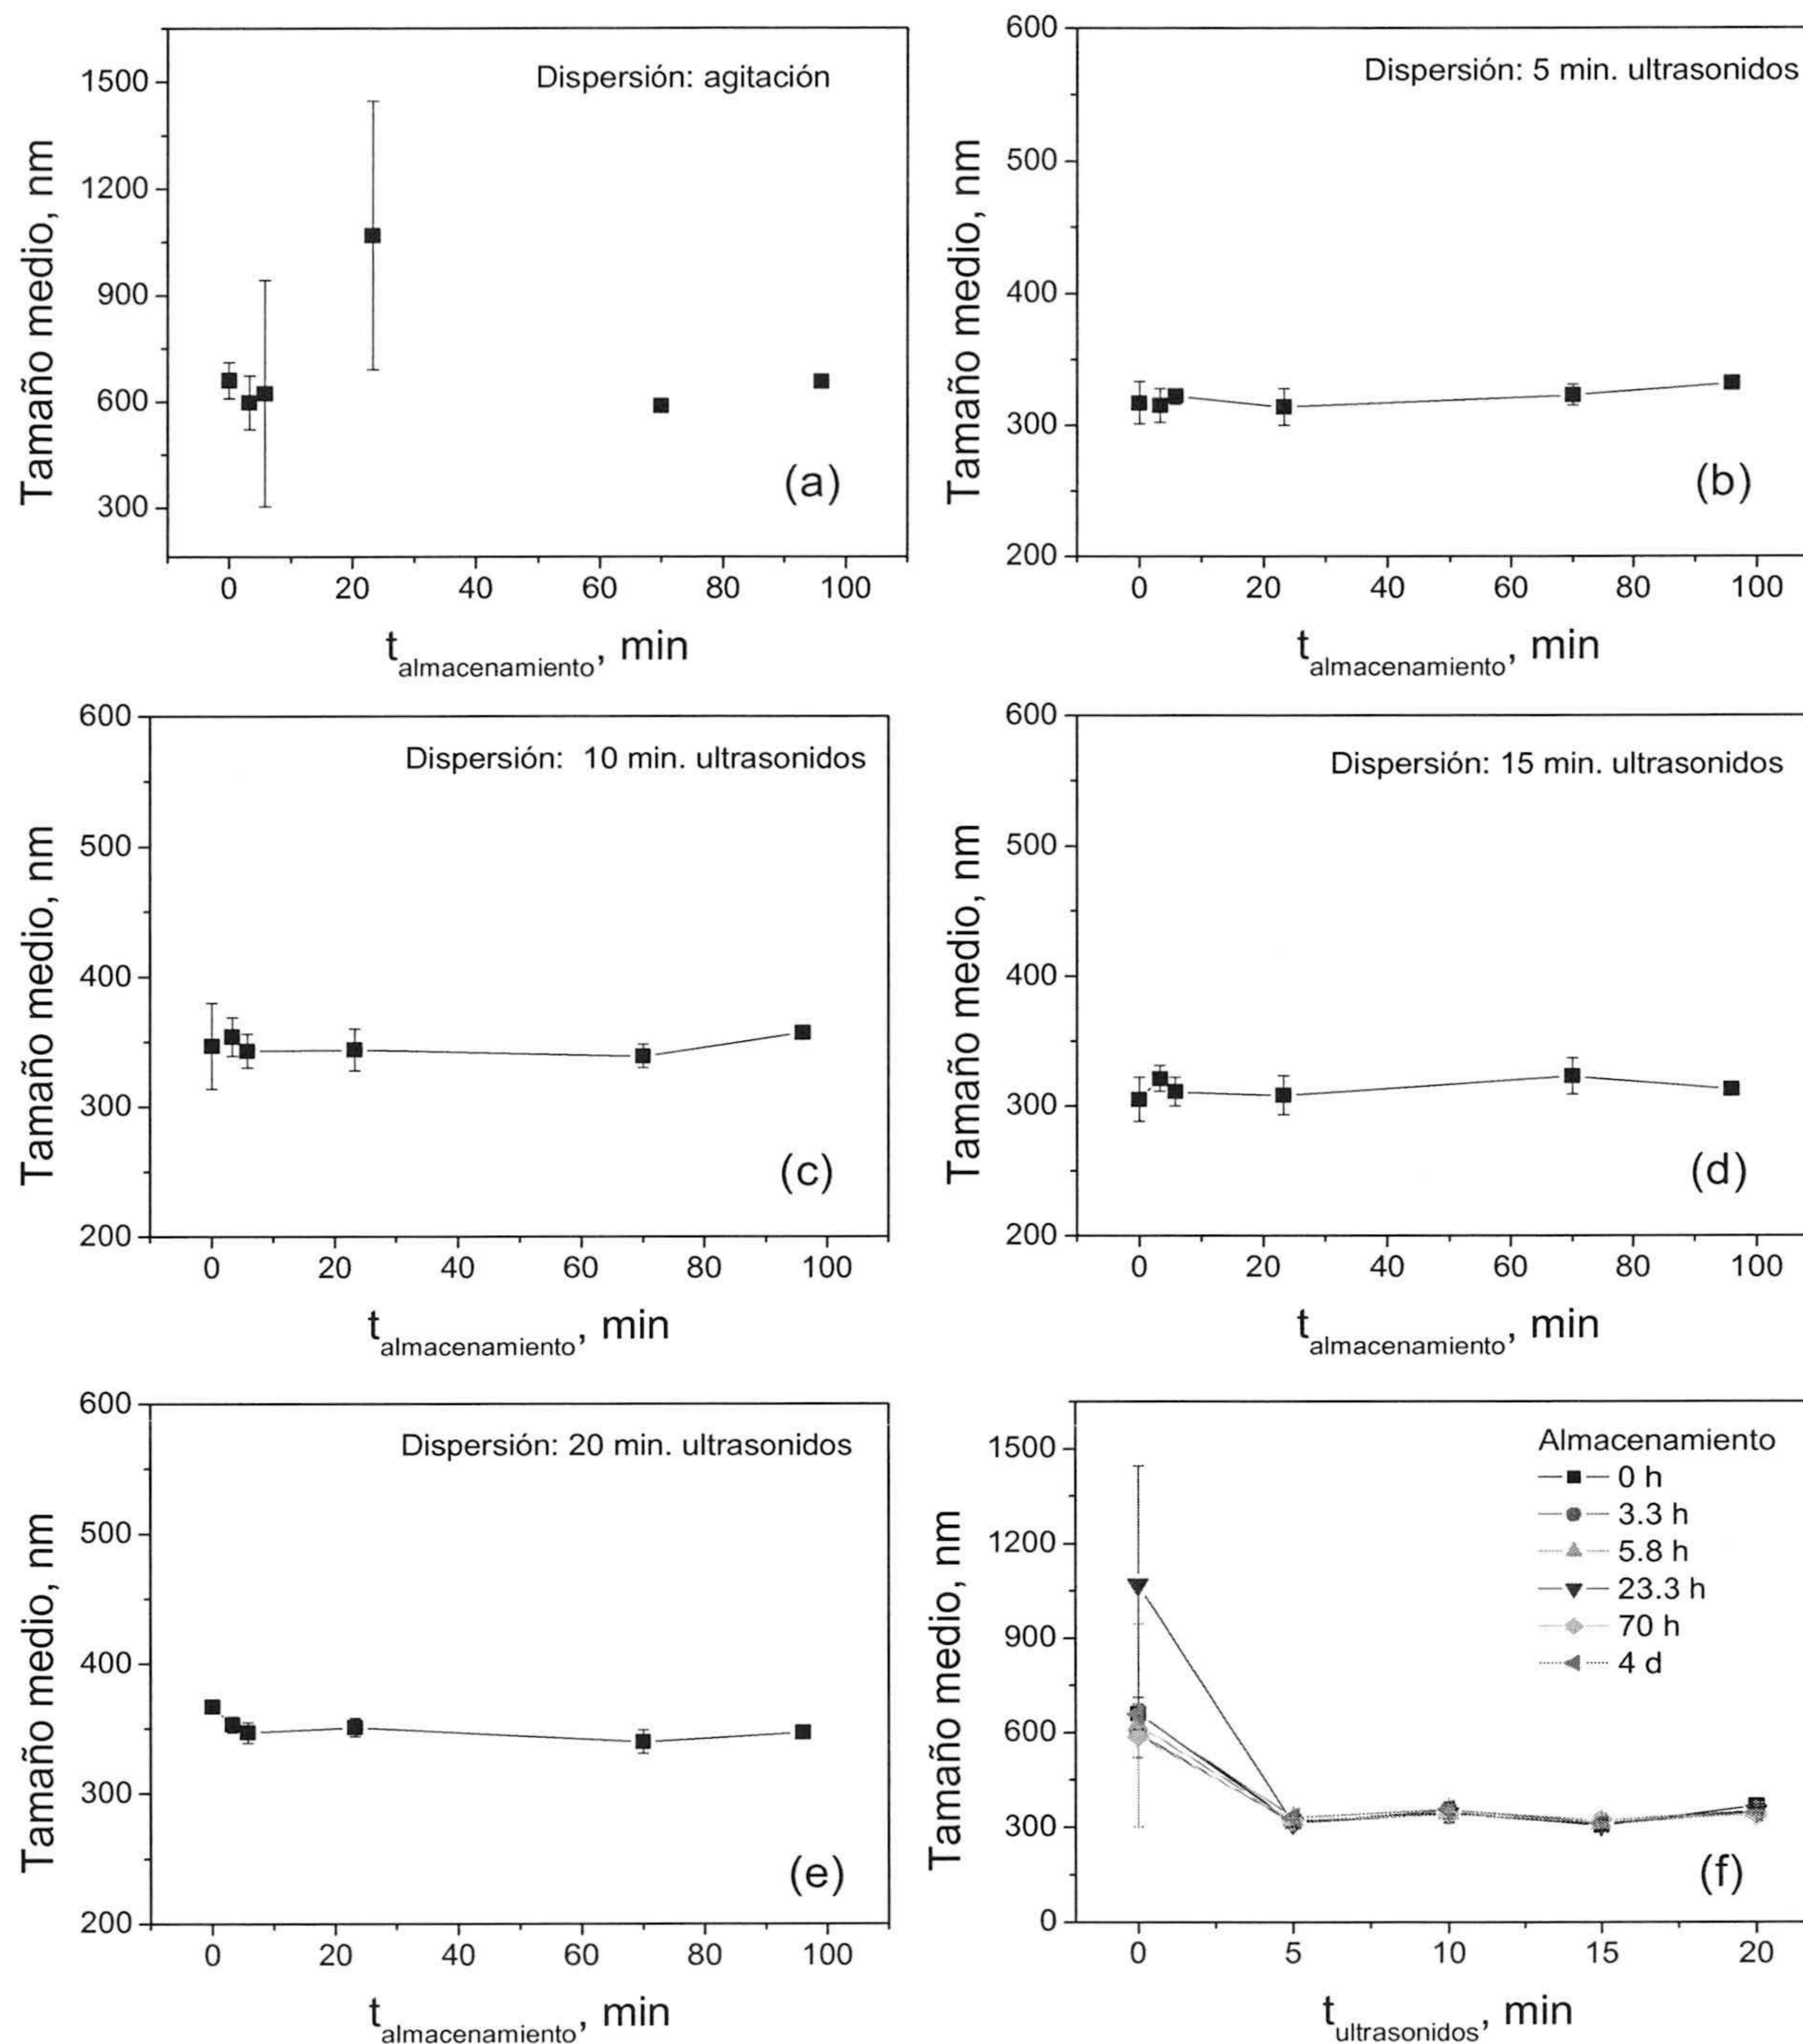 Dispersión: agitación
Tamaño medio, nm
1500
1200
900
600
300
(a)
0 20 40 60 80 100
t_almacenamiento, min
Dispersión: 5 min. ultrasonidos
Tamaño medio, nm
600
500
400
300
200
(b)
0 20 40 60 80 100
t_almacenamiento, min
Dispersión: 10 min. ultrasonidos
Tamaño medio, nm
600
500
400
300
200
(c)
0 20 40 60 80 100
t_almacenamiento, min
Dispersión: 15 min. ultrasonidos
Tamaño medio, nm
600
500
400
300
200
(d)
0 20 40 60 80 100
t_almacenamiento, min
Dispersión: 20 min. ultrasonidos
Tamaño medio, nm
600
500
400
300
200
(e)
0 20 40 60 80 100
t_almacenamiento, min
Tamaño medio, nm
1500
1200
900
600
300
0
Almacenamiento
0 h
3.3 h
5.8 h
23.3 h
70 h
4 d
(f)
0 5 10 15 20
t_ultrasonidos, min